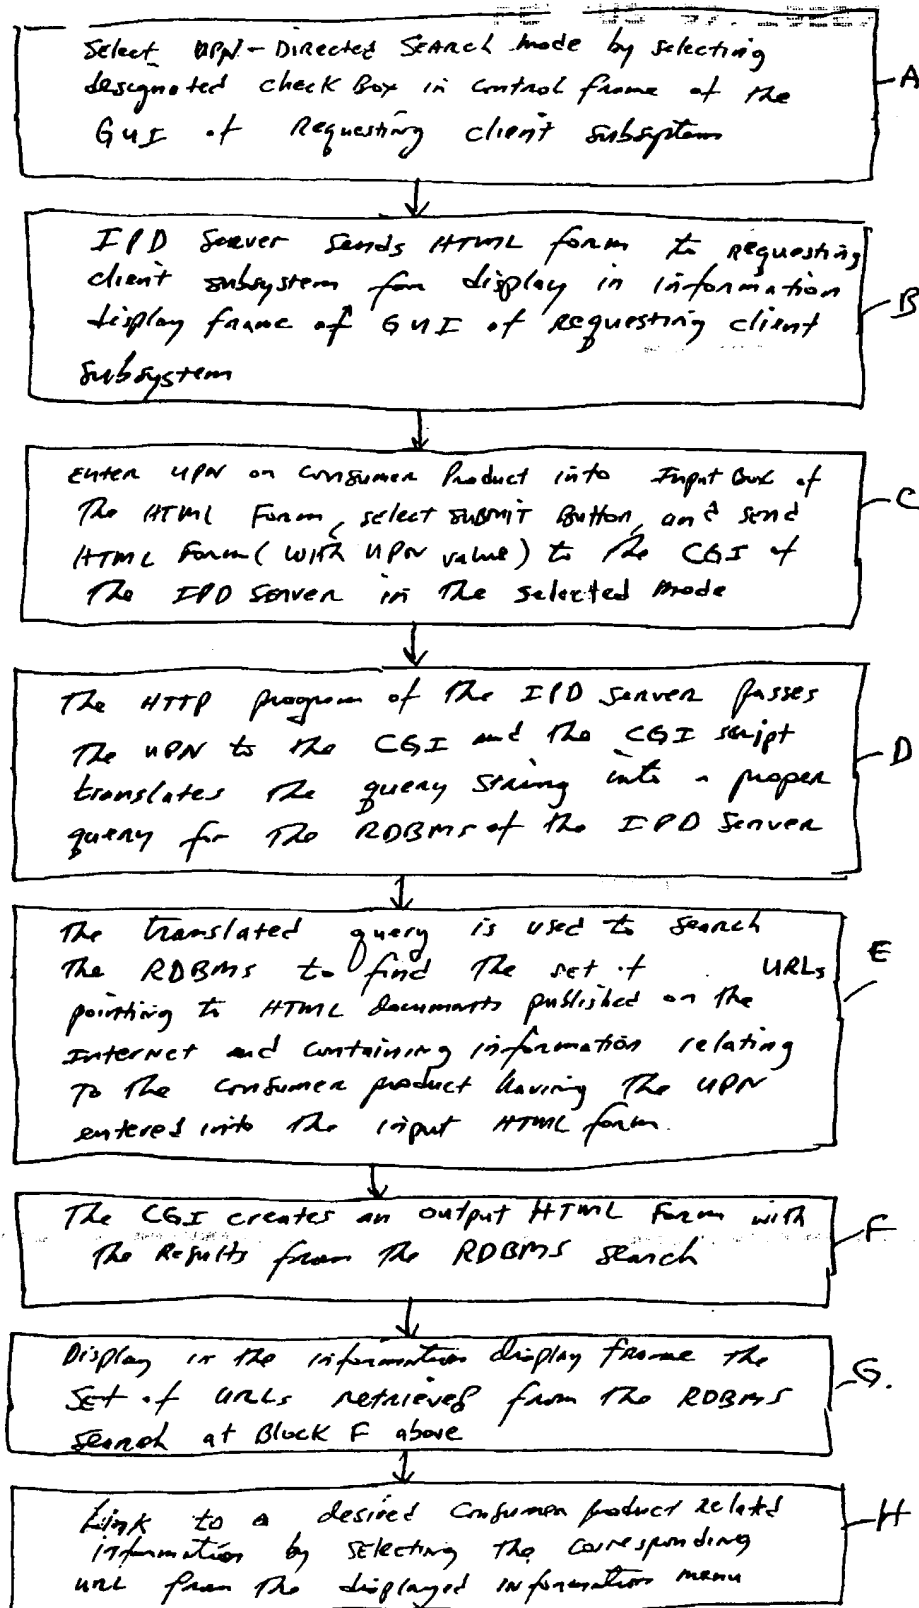 Select UPN-Directed Search mode by selecting
designated check Box in control frame of the
GUI of Requesting client subsystem
A
IPD Server sends HTML form to requesting
client subsystem for display in information
display frame of GUI of requesting client
subsystem
B
Enter UPN on Consumer Product into Input Box of
The HTML Form, select SUBMIT Button, and send
HTML Form (with UPN value) to the CGI of
The IPD Server in the selected mode
C
The HTTP program of the IPD Server passes
The UPN to the CGI and the CGI script
translates the query string into a proper
query for the RDBMS of the IPD Server
D
The translated query is used to search
the RDBMS to find the set of URLs
pointing to HTML documents published on the
Internet and containing information relating
To the consumer product having the UPN
entered into the input HTML form.
E
The CGI creates an output HTML Form with
the Results from the RDBMS search
F
Display in the information display frame the
Set of URLs retrieved from the RDBMS
search at Block F above
G.
Link to a desired Consumer product related
information by selecting the corresponding
URL from the displayed information menu
H